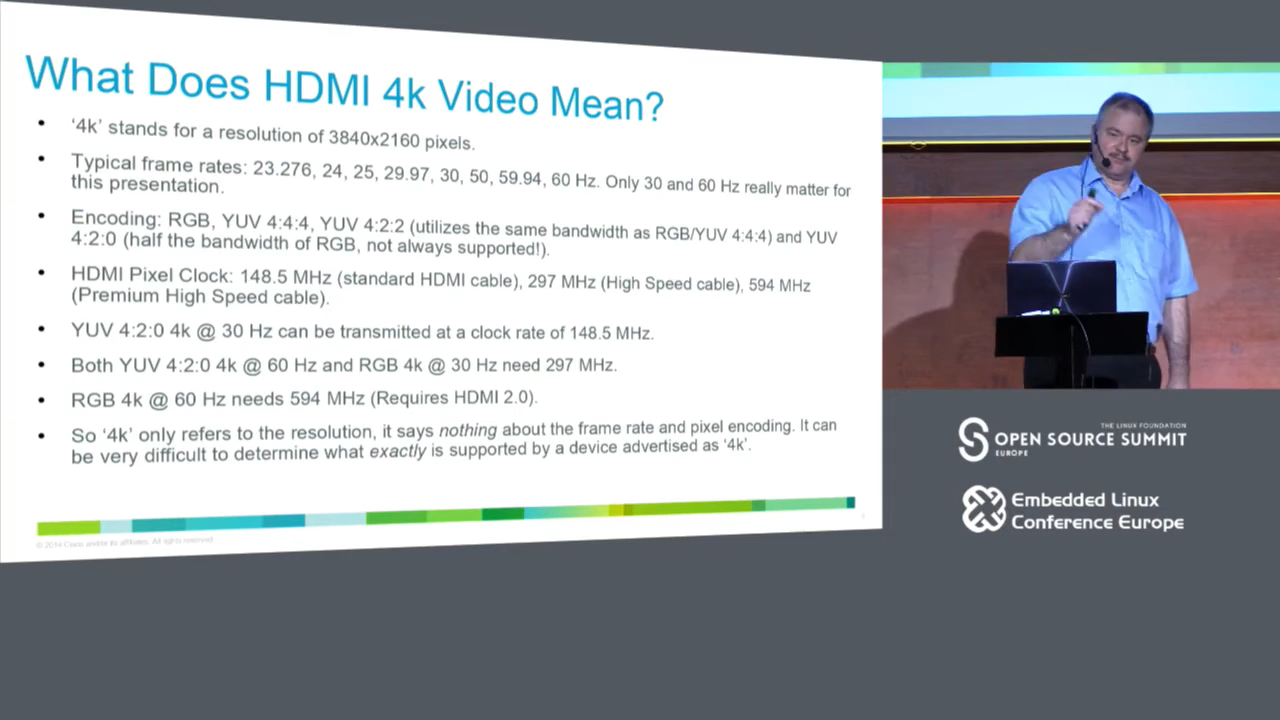 What Does HDMI 4k Video Mean?
• ‘4k’ stands for a resolution of 3840x2160 pixels.
• Typical frame rates: 23.276, 24, 25, 29.97, 30, 50, 59.94, 60 Hz. Only 30 and 60 Hz really matter for
this presentation.
• Encoding: RGB, YUV 4:4:4, YUV 4:2:2 (utilizes the same bandwidth as RGB/YUV 4:4:4) and YUV
4:2:0 (half the bandwidth of RGB, not always supported!).
• HDMI Pixel Clock: 148.5 MHz (standard HDMI cable), 297 MHz (High Speed cable), 594 MHz
(Premium High Speed cable).
• YUV 4:2:0 4k @ 30 Hz can be transmitted at a clock rate of 148.5 MHz.
• Both YUV 4:2:0 4k @ 60 Hz and RGB 4k @ 30 Hz need 297 MHz.
• RGB 4k @ 60 Hz needs 594 MHz (Requires HDMI 2.0).
• So ‘4k’ only refers to the resolution, it says nothing about the frame rate and pixel encoding. It can
be very difficult to determine what exactly is supported by a device advertised as ‘4k’.
© 2014 Cisco and/or its affiliates. All rights reserved.
THE LINUX FOUNDATION
OPEN SOURCE SUMMIT
EUROPE
Embedded Linux
Conference Europe